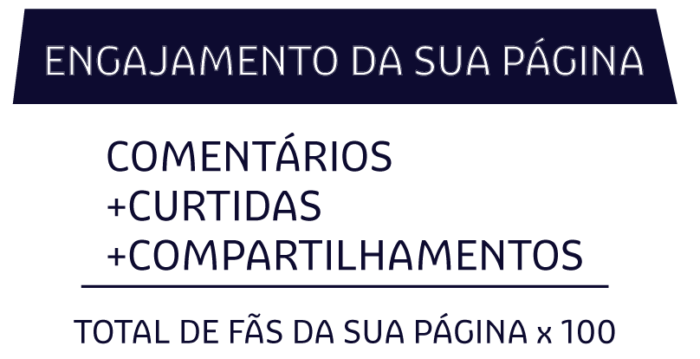 ENGAJAMENTO DA SUA PÁGINA
COMENTÁRIOS
+CURTIDAS
+COMPARTILHAMENTOS
TOTAL DE FÃS DA SUA PÁGINA x 100